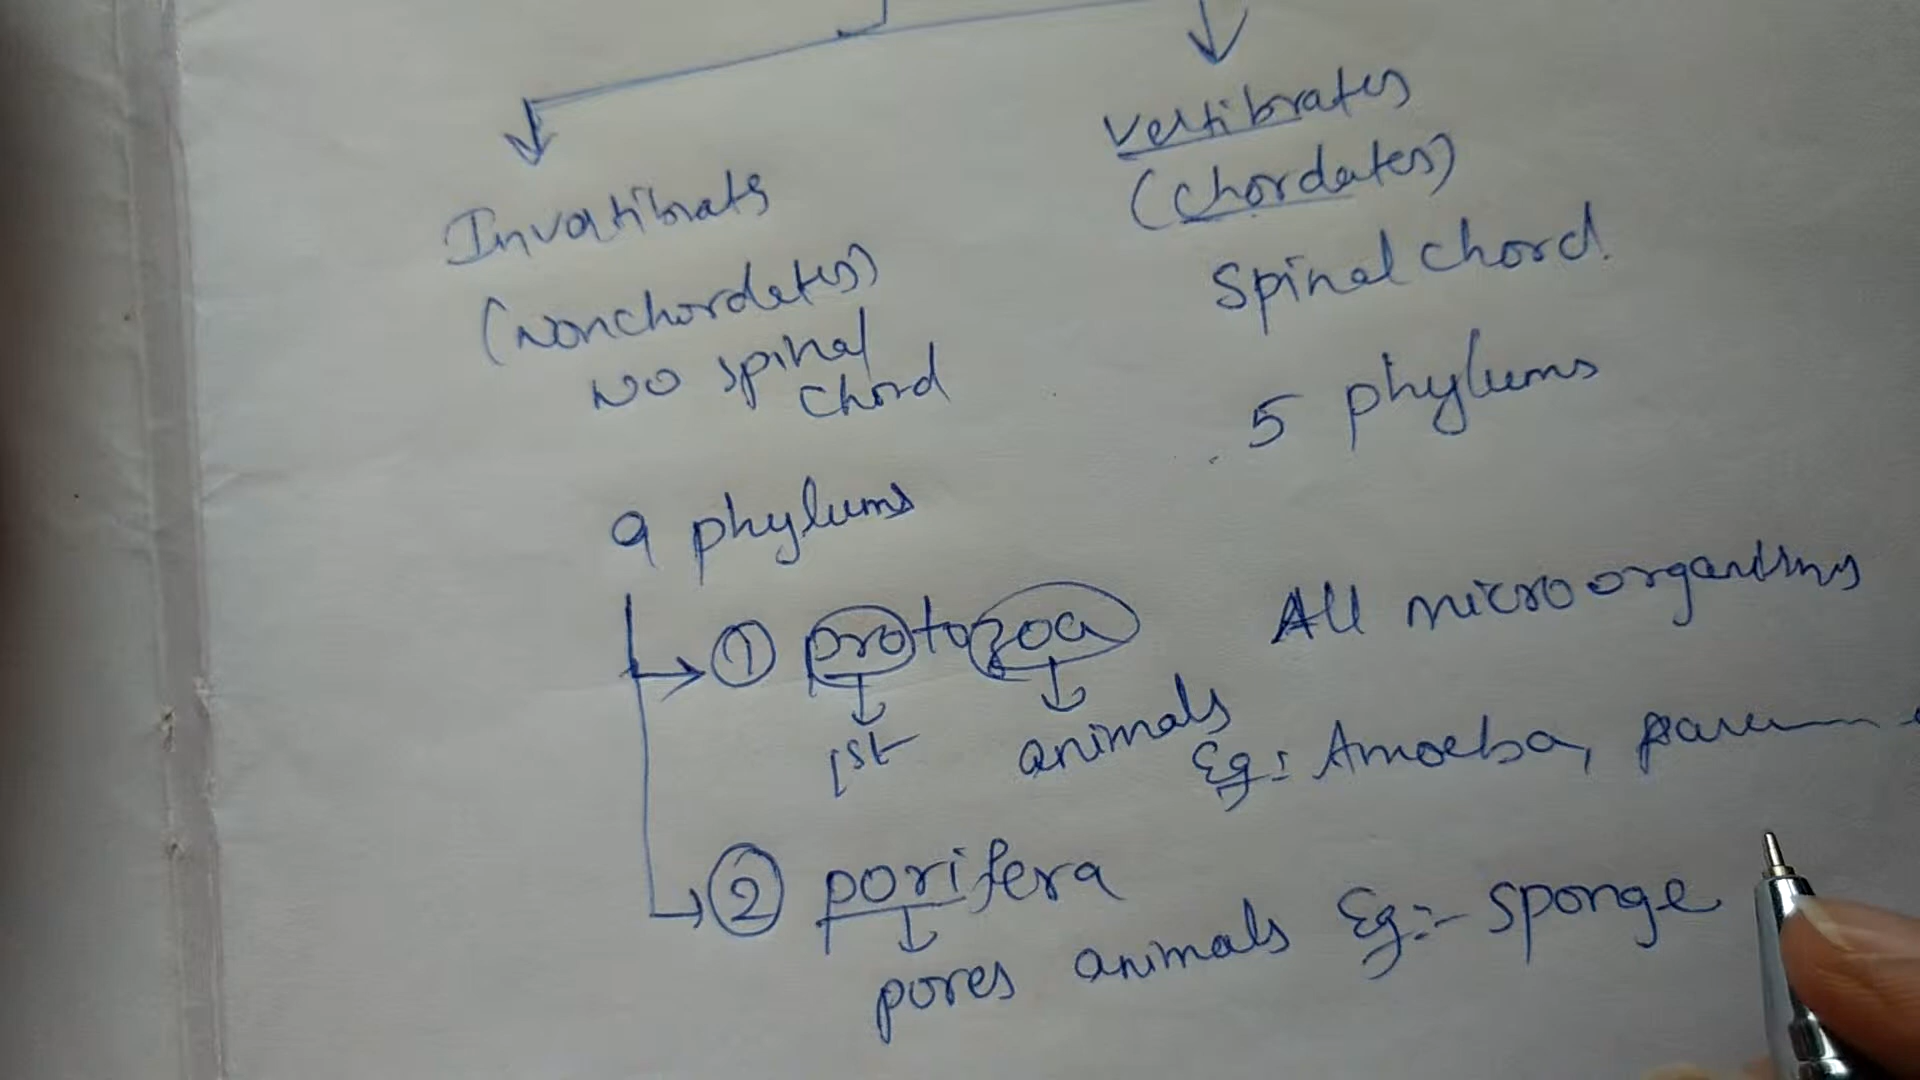 Invatibrats
(Nonchordates)
NO spinal
chord
9 phylums
Vertibrates
(chordates)
Spinal chord.
5 phylums
① protozoa
1st
animals
All microorganisms
Eg: Amoeba,
② porifera
pores animals Eg:- sponge